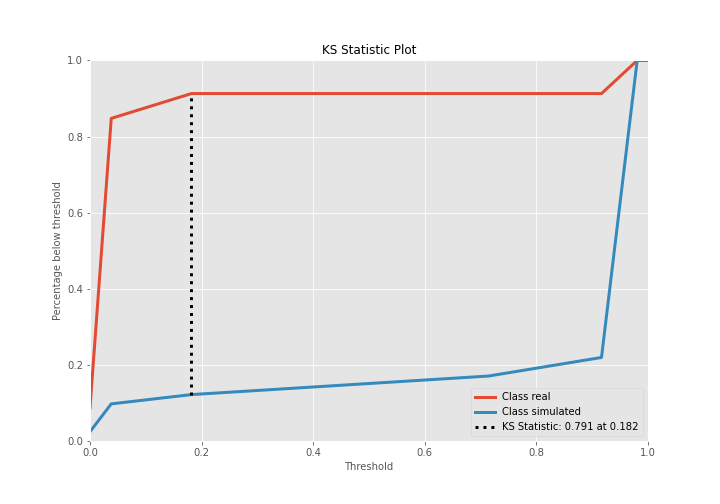 KS Statistic Plot
1.0
0.8
0.6
0.4
0.2
0.0
Percentage below threshold
Class real
Class simulated
KS Statistic: 0.791 at 0.182
0.0 0.2 0.4 0.6 0.8 1.0
Threshold